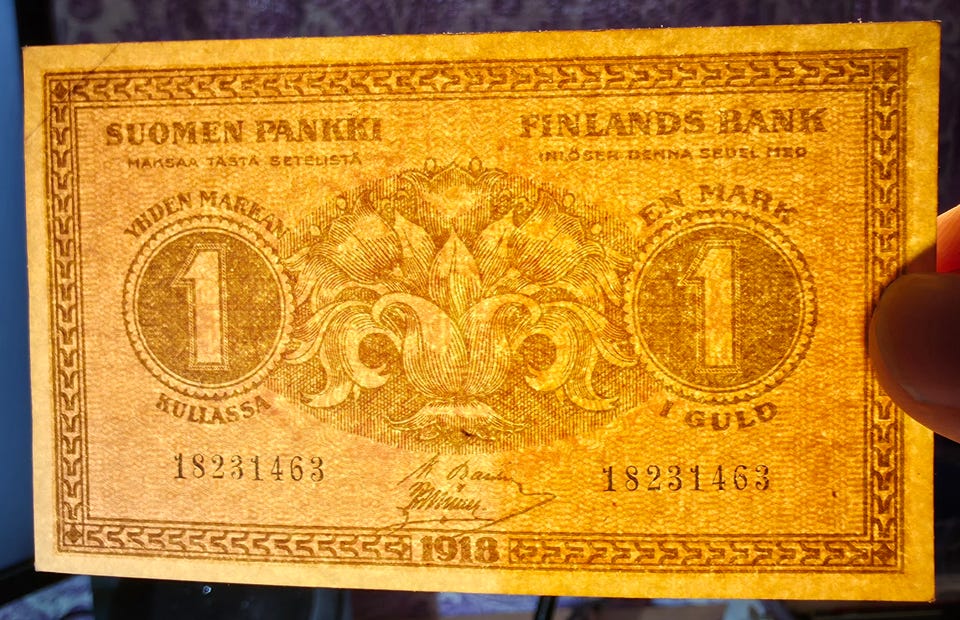 SUOMEN PANKKI
MAKSAA TÄSTÄ SETELISTÄ
FINLANDS BANK
INLÖSER DENNA SEDEL MED
YHDEN MARKAN
1
KULLASSA
EN MARK
1
I GULD
18231463
18231463
1918